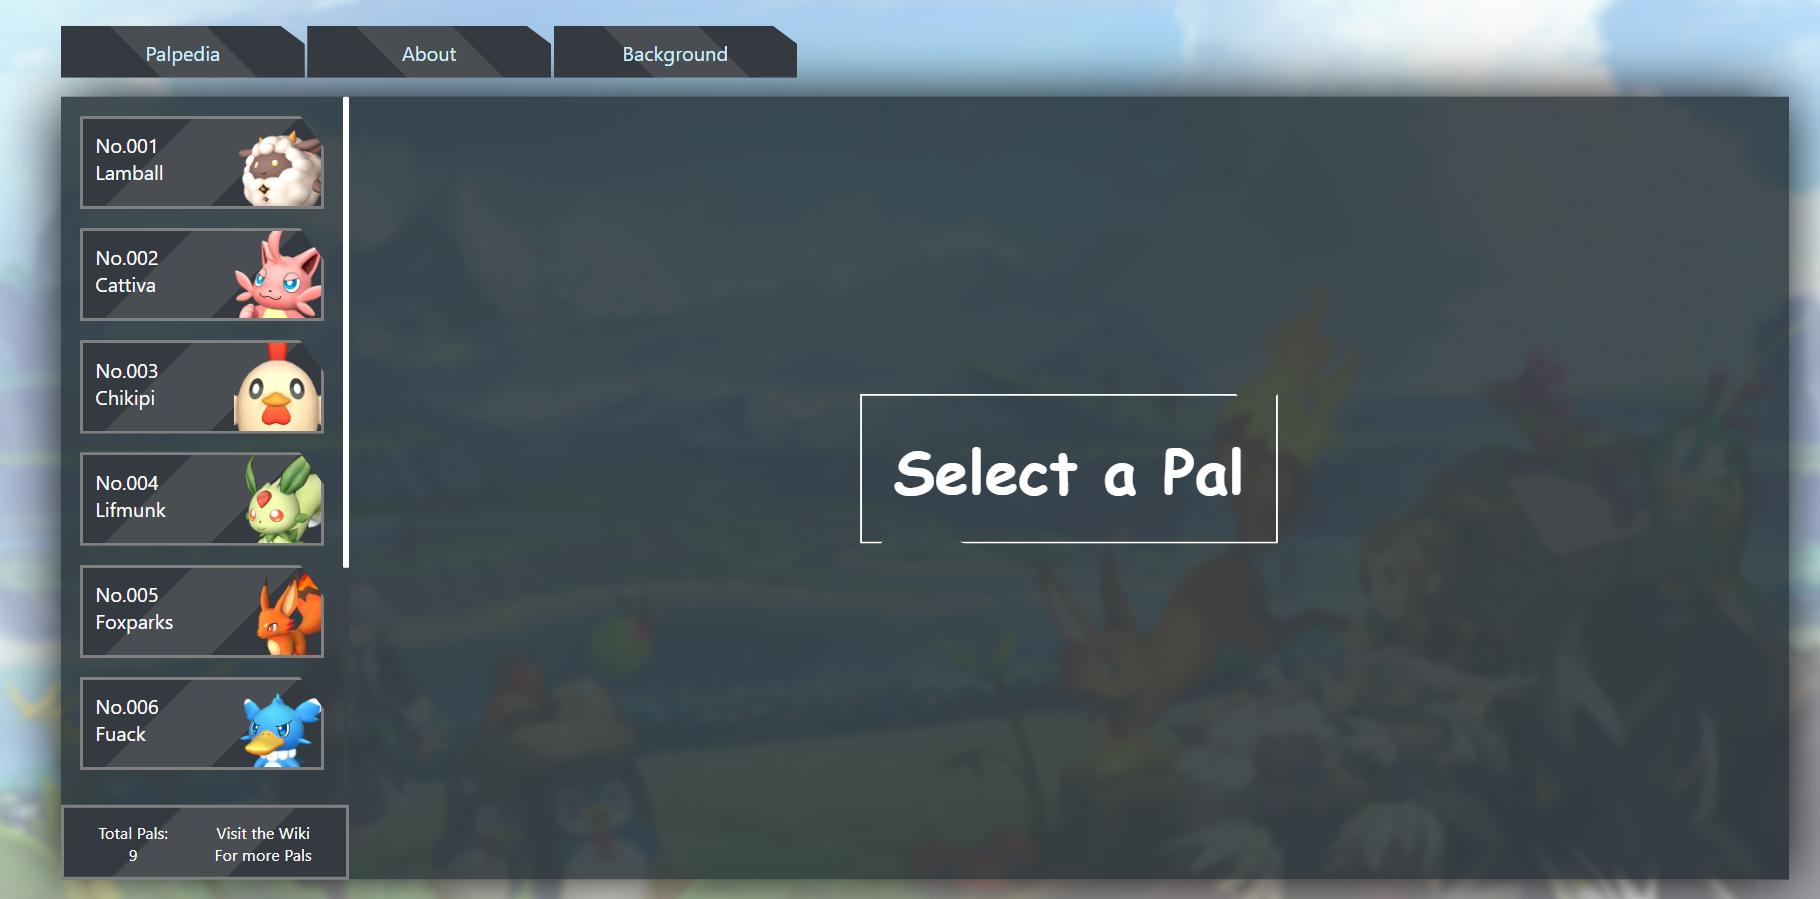 Palpedia
About
Background
No.001
Lamball
No.002
Cattiva
No.003
Chikipi
No.004
Lifmunk
No.005
Foxparks
No.006
Fuack
Total Pals:
9
Visit the Wiki
For more Pals
Select a Pal